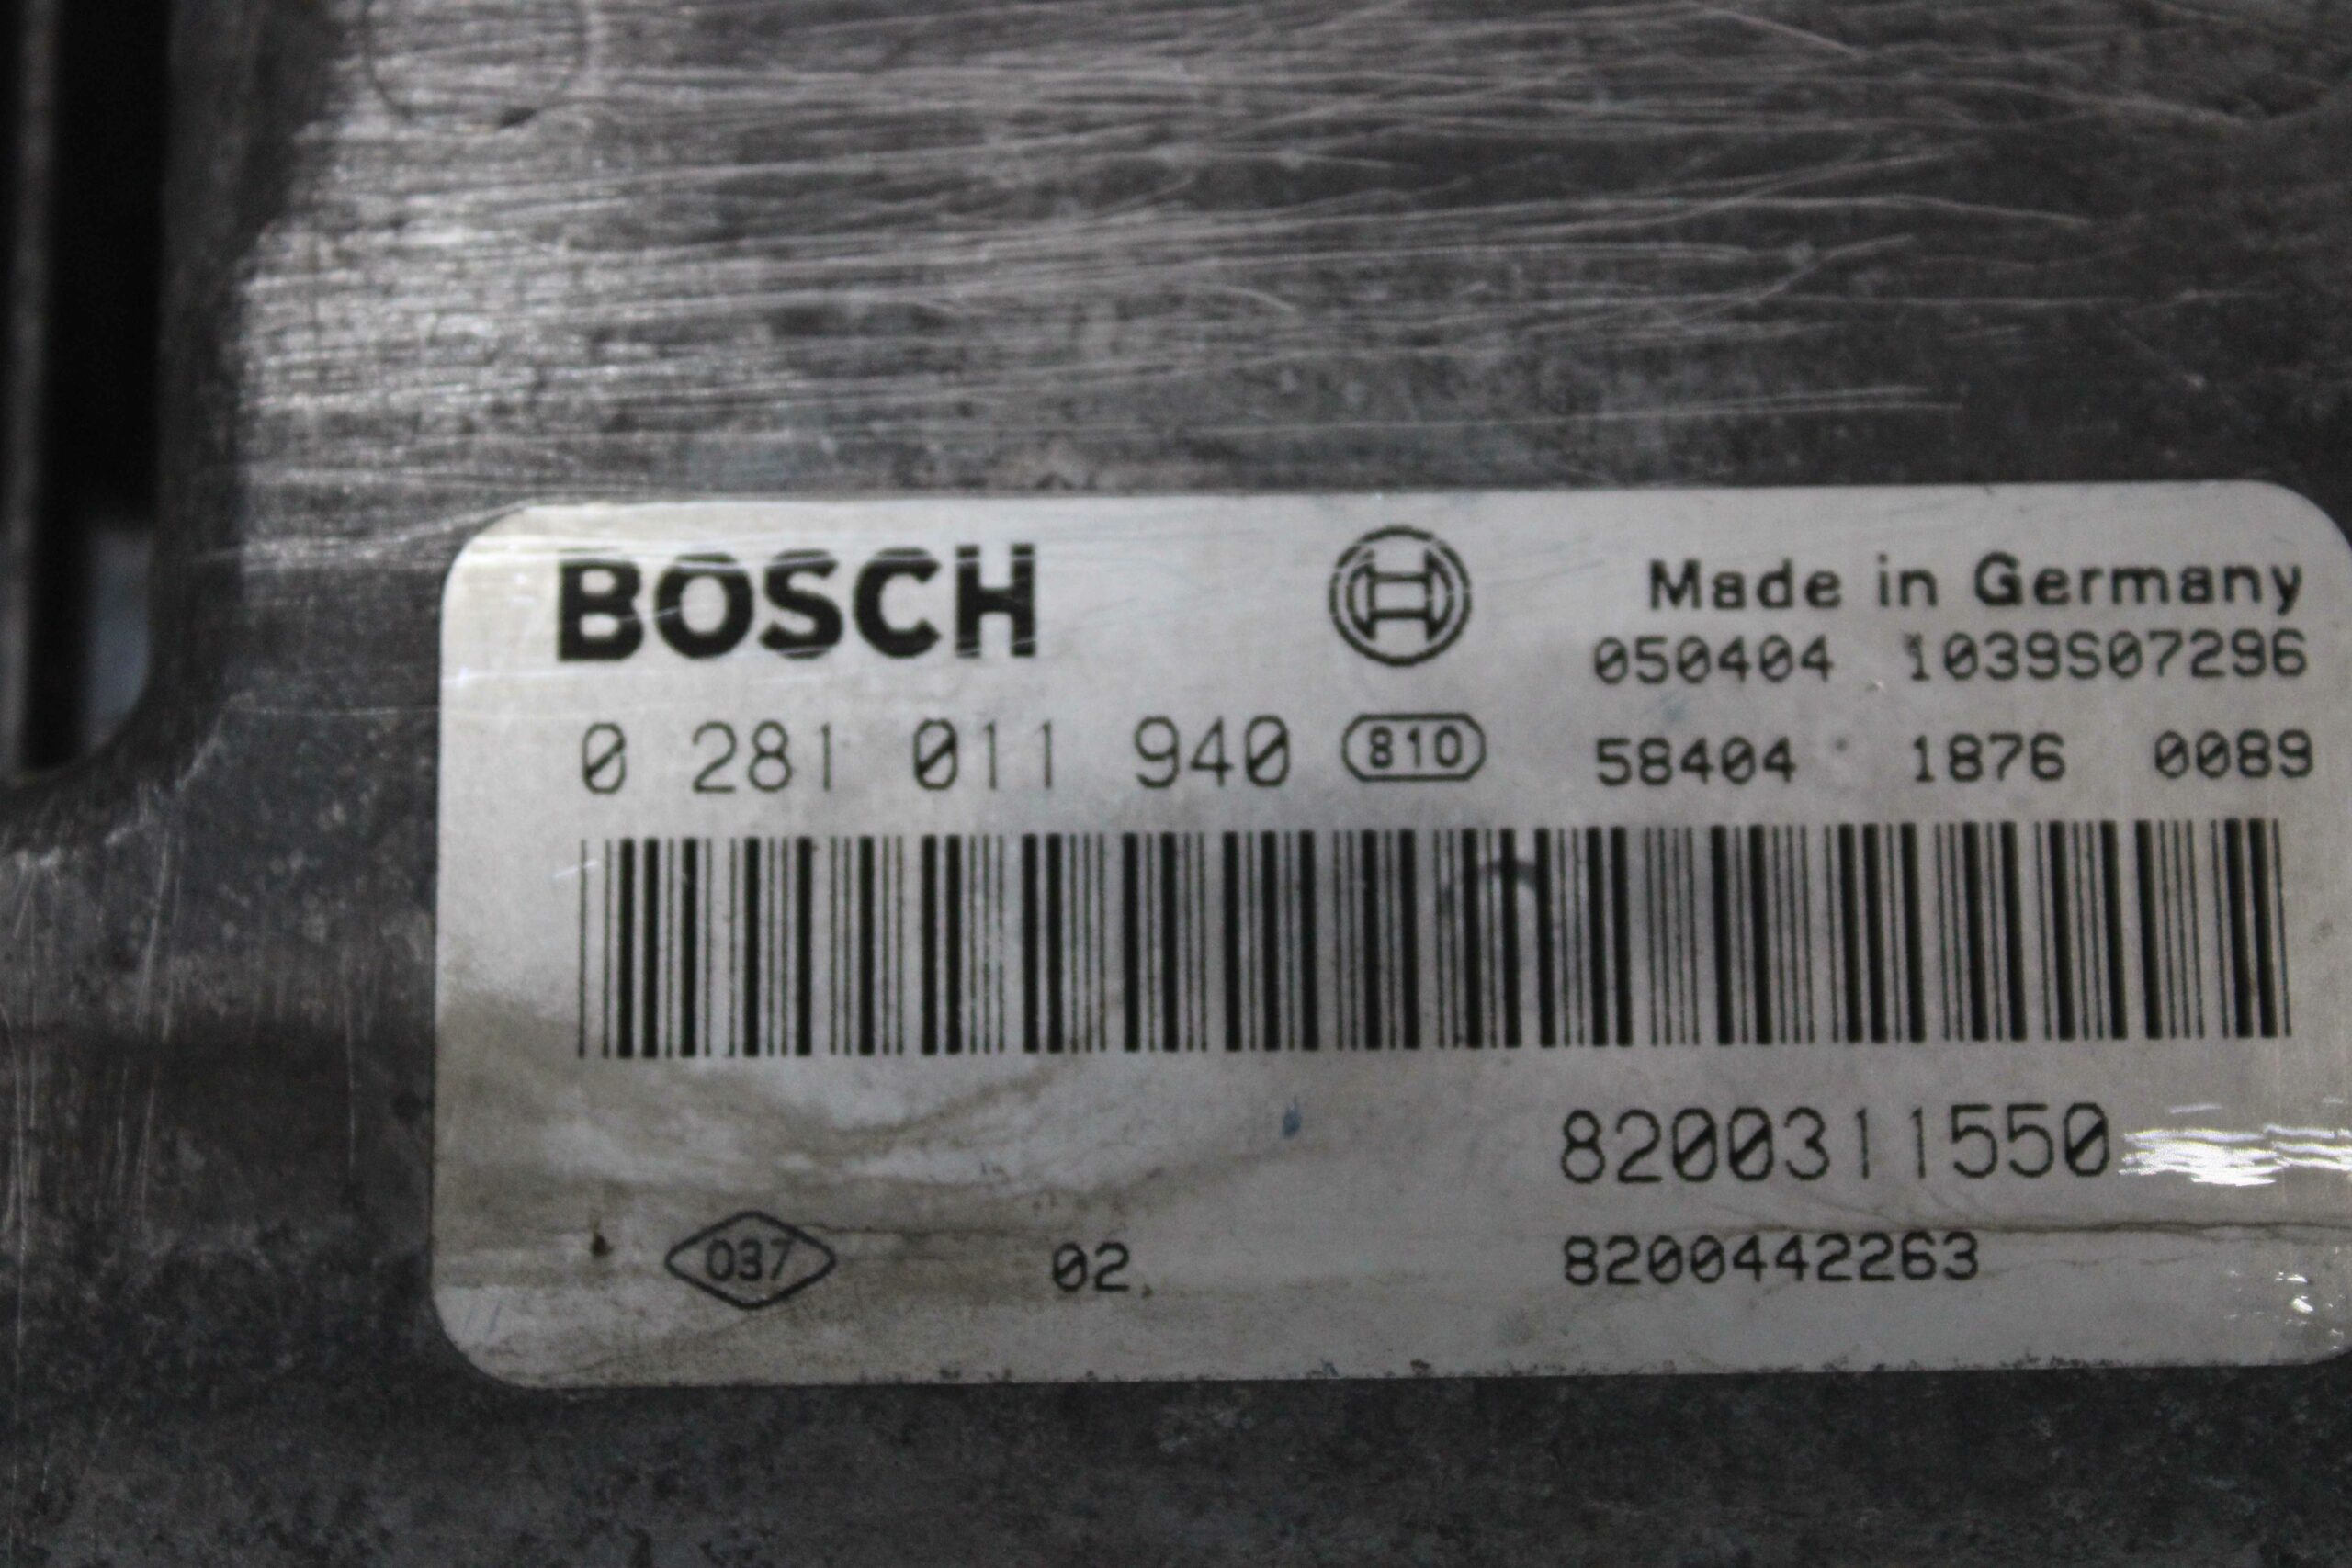 BOSCH
Made in Germany
050404 1039S07296
0 281 011 940 810 58404 1876 0089
8200311550
037 02 8200442263